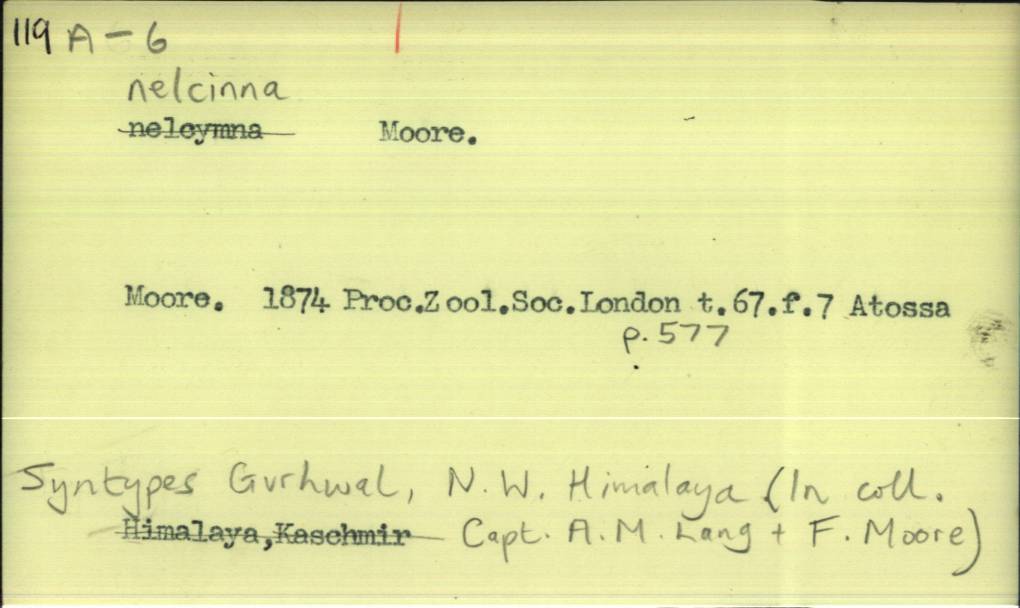 119 A-6
nelcinna
nelcymna Moore.
Moore. 1874 Proc.Zool.Soc.London t.67.f.7 Atossa
p.577
Syntypes Gurhwal, N.W. Himalaya (In coll.
Himalaya,Kaschmir Capt. A.M. Lang + F. Moore)